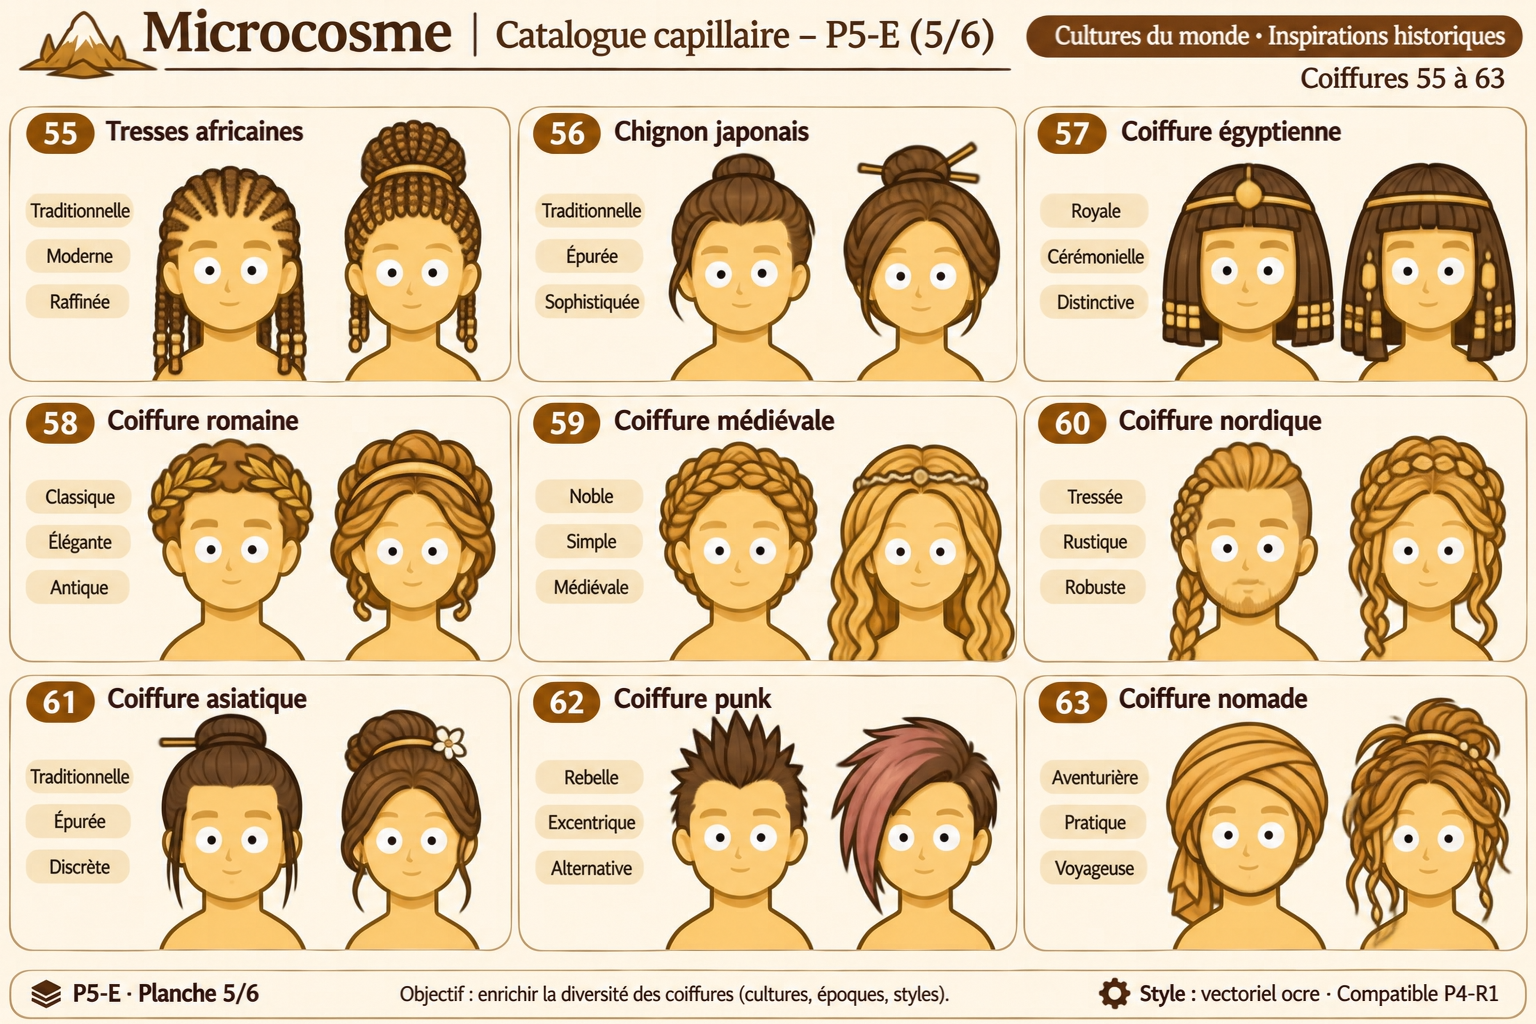 Microcosme | Catalogue capillaire – P5-E (5/6)
Cultures du monde • Inspirations historiques
Coiffures 55 à 63
55 Tresses africaines
Traditionnelle
Moderne
Raffinée
56 Chignon japonais
Traditionnelle
Épurée
Sophistiquée
57 Coiffure égyptienne
Royale
Cérémonielle
Distinctive
58 Coiffure romaine
Classique
Élégante
Antique
59 Coiffure médiévale
Noble
Simple
Médiévale
60 Coiffure nordique
Tressée
Rustique
Robuste
61 Coiffure asiatique
Traditionnelle
Épurée
Discrète
62 Coiffure punk
Rebelle
Excentrique
Alternative
63 Coiffure nomade
Aventurière
Pratique
Voyageuse
P5-E · Planche 5/6
Objectif : enrichir la diversité des coiffures (cultures, époques, styles).
Style : vectoriel ocre · Compatible P4-R1